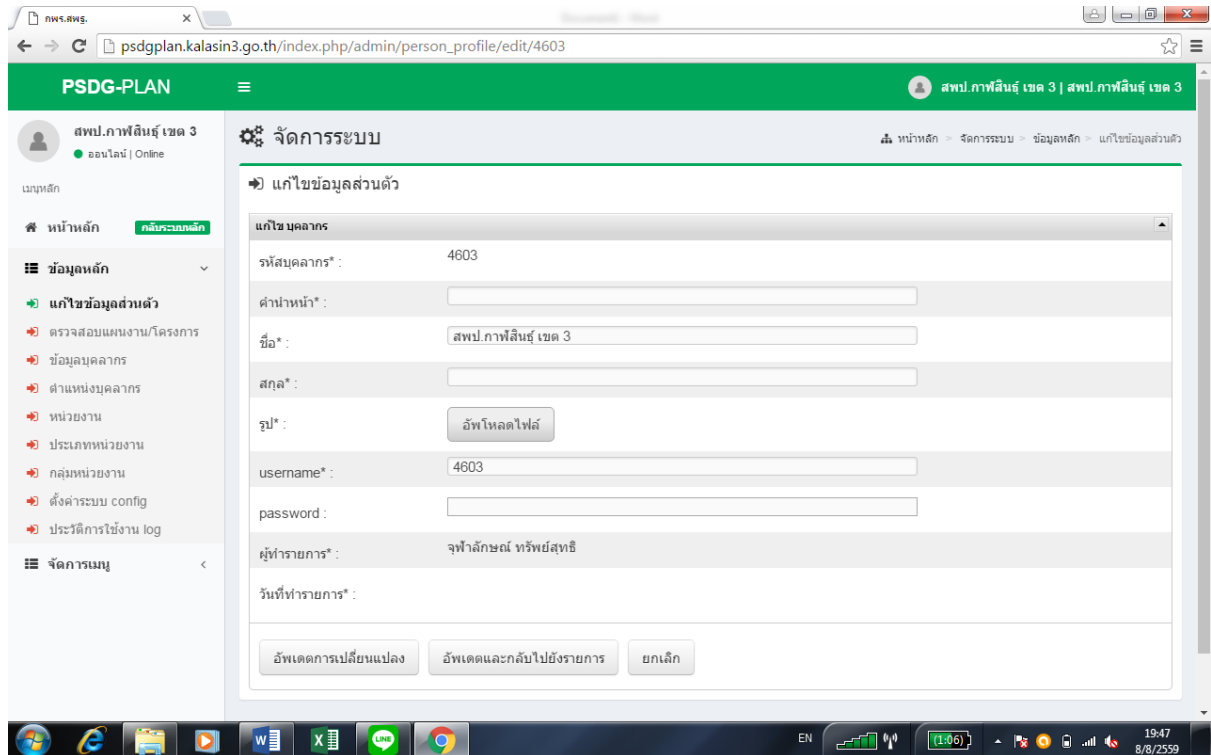 กพร.สพฐ.
psdgplan.kalasin3.go.th/index.php/admin/person_profile/edit/4603
PSDG-PLAN
สพป.กาฬสินธุ์ เขต 3 | สพป.กาฬสินธุ์ เขต 3
สพป.กาฬสินธุ์ เขต 3
ออนไลน์ | Online
จัดการระบบ
หน้าหลัก > จัดการระบบ > ข้อมูลหลัก > แก้ไขข้อมูลส่วนตัว
เมนูหลัก
หน้าหลัก
กลับระบบหลัก
ข้อมูลหลัก
แก้ไขข้อมูลส่วนตัว
ตรวจสอบแผนงาน/โครงการ
ข้อมูลบุคลากร
ตำแหน่งบุคลากร
หน่วยงาน
ประเภทหน่วยงาน
กลุ่มหน่วยงาน
ตั้งค่าระบบ config
ประวัติการใช้งาน log
จัดการเมนู
แก้ไขข้อมูลส่วนตัว
แก้ไข บุคลากร
รหัสบุคลากร* : 4603
คำนำหน้า* :
ชื่อ* : สพป.กาฬสินธุ์ เขต 3
สกุล* :
รูป* : อัพโหลดไฟล์
username* : 4603
password :
ผู้ทำรายการ* : จุฬาลักษณ์ ทรัพย์สุทธิ
วันที่ทำรายการ* :
อัพเดตการเปลี่ยนแปลง อัพเดตและกลับไปยังรายการ ยกเลิก
EN (1:06) 19:47
8/8/2559